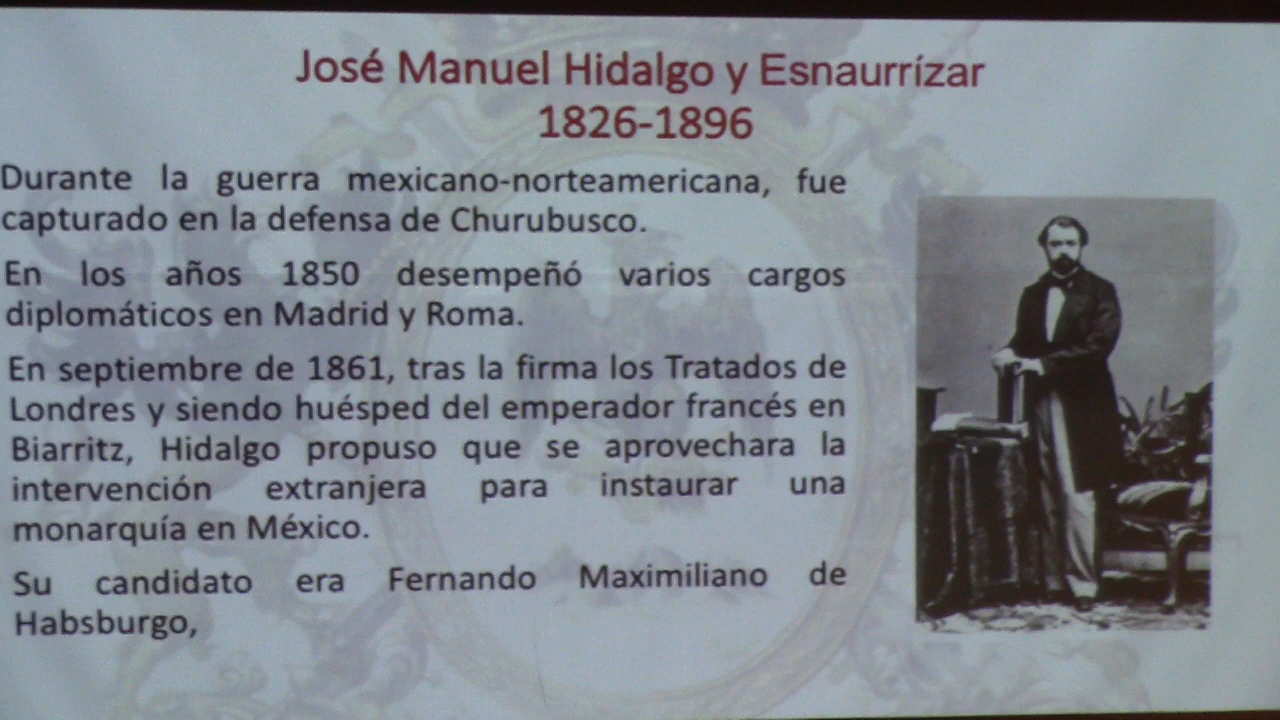 José Manuel Hidalgo y Esnaurrízar
1826-1896
Durante la guerra mexicano-norteamericana, fue
capturado en la defensa de Churubusco.
En los años 1850 desempeñó varios cargos
diplomáticos en Madrid y Roma.
En septiembre de 1861, tras la firma los Tratados de
Londres y siendo huésped del emperador francés en
Biarritz, Hidalgo propuso que se aprovechara la
intervención extranjera para instaurar una
monarquía en México.
Su candidato era Fernando Maximiliano de
Habsburgo,